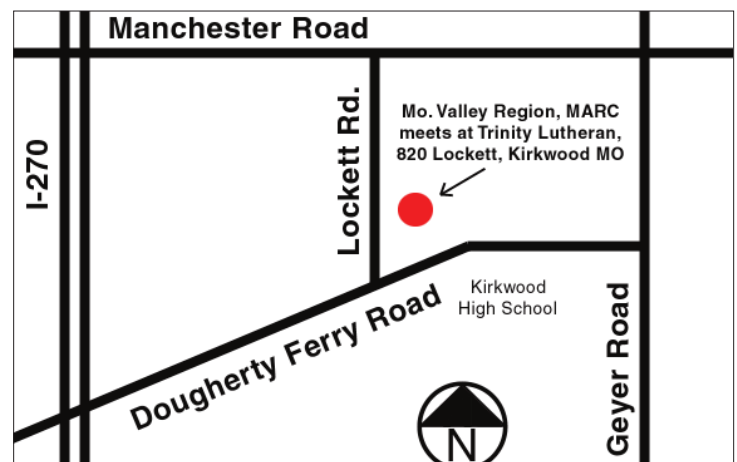 Manchester Road
I-270
Lockett Rd.
Mo. Valley Region, MARC
meets at Trinity Lutheran,
820 Lockett, Kirkwood MO
Kirkwood
High School
Dougherty Ferry Road
Geyer Road
N